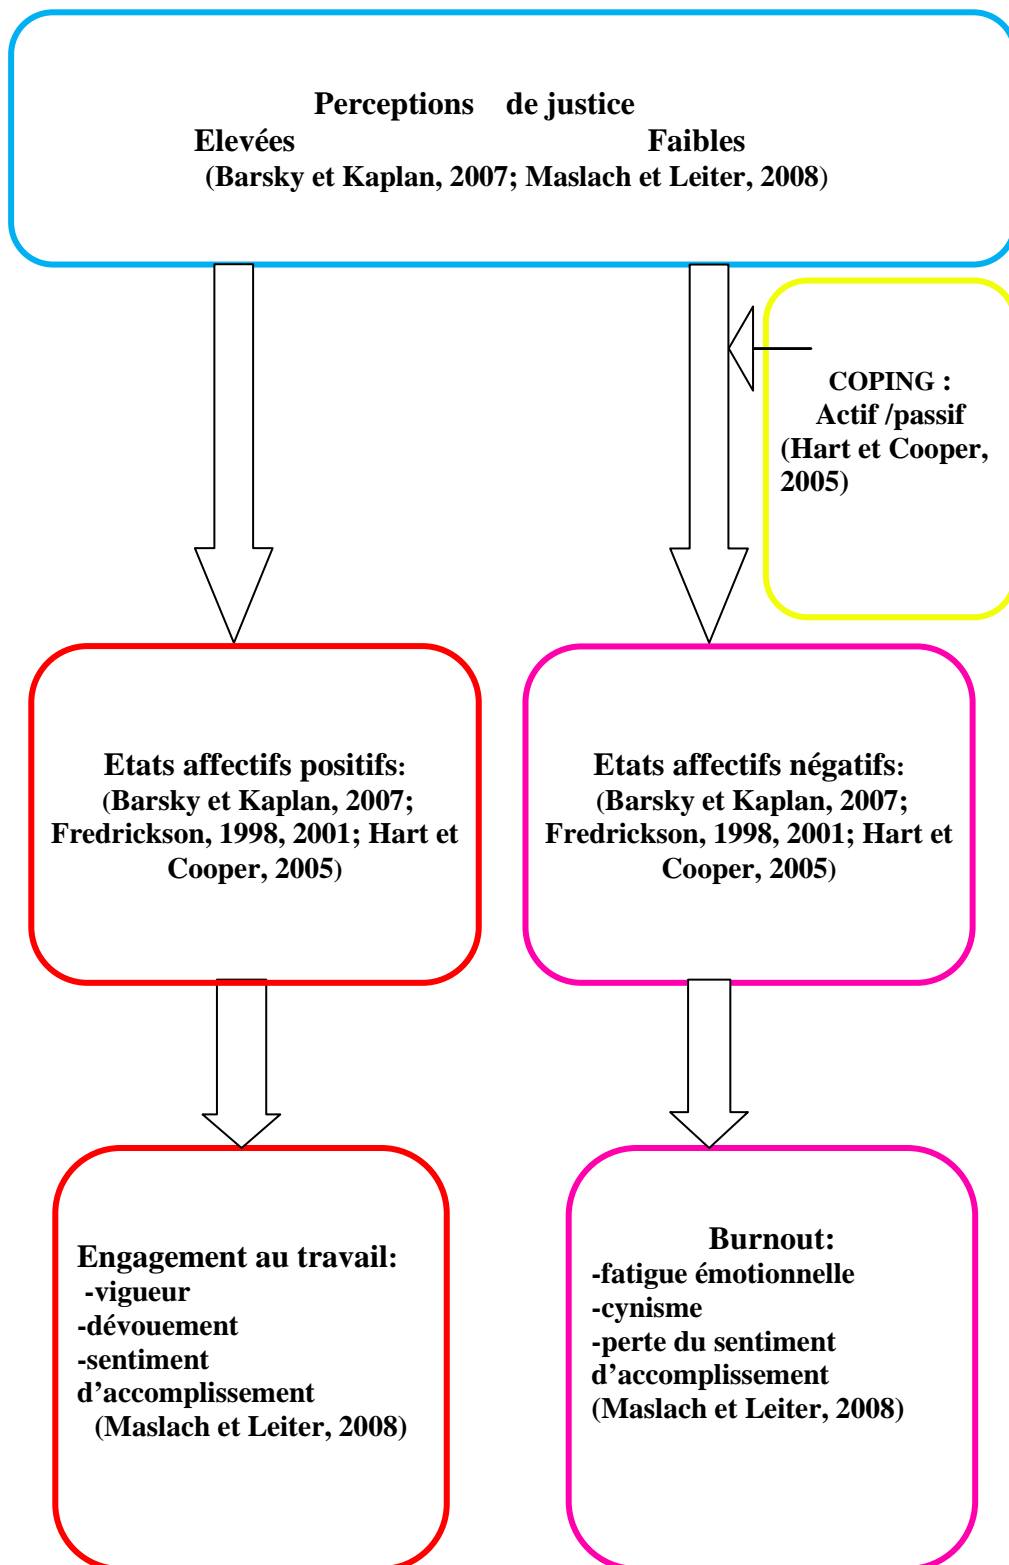 Perceptions de justice
Elevées Faibles
(Barsky et Kaplan, 2007; Maslach et Leiter, 2008)
COPING :
Actif /passif
(Hart et Cooper,
2005)
Etats affectifs positifs:
(Barsky et Kaplan, 2007;
Fredrickson, 1998, 2001; Hart et
Cooper, 2005)
Etats affectifs négatifs:
(Barsky et Kaplan, 2007;
Fredrickson, 1998, 2001; Hart et
Cooper, 2005)
Engagement au travail:
-vigueur
-dévouement
-sentiment
d’accomplissement
(Maslach et Leiter, 2008)
Burnout:
-fatigue émotionnelle
-cynisme
-perte du sentiment
d’accomplissement
(Maslach et Leiter, 2008)